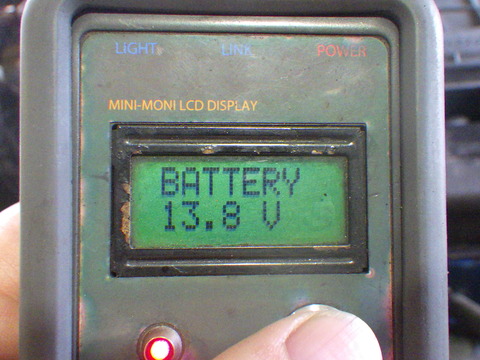 LIGHT LINK POWER
MINI-MONI LCD DISPLAY
BATTERY
13.8 V